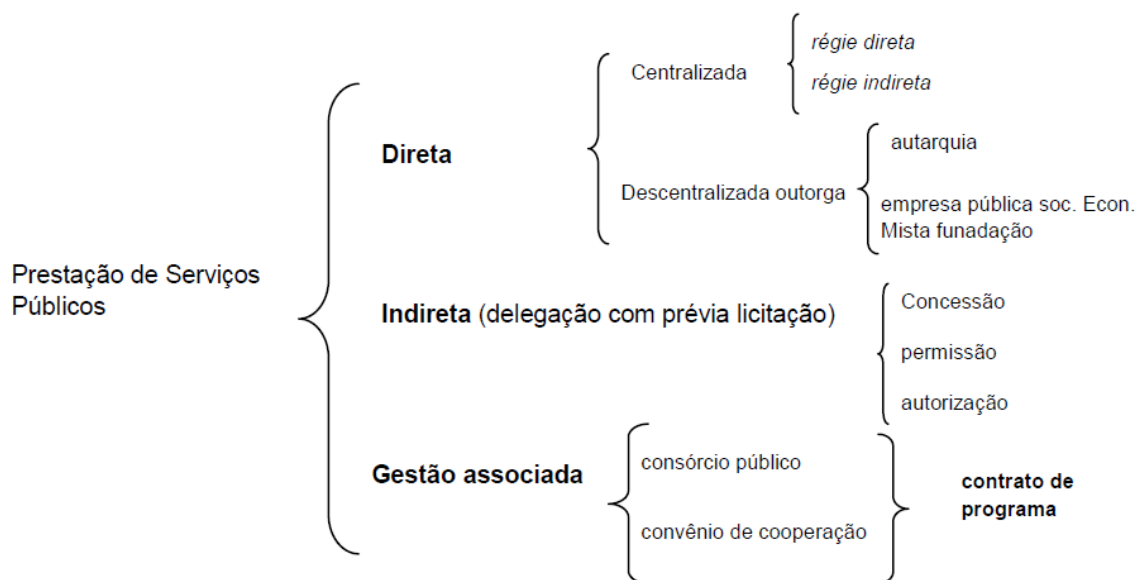 Prestação de Serviços
Públicos
Direta
Centralizada
régie direta
régie indireta
Descentralizada outorga
autarquia
empresa pública soc. Econ.
Mista funadação
Indireta (delegação com prévia licitação)
Concessão
permissão
autorização
Gestão associada
consórcio público
convênio de cooperação
contrato de
programa